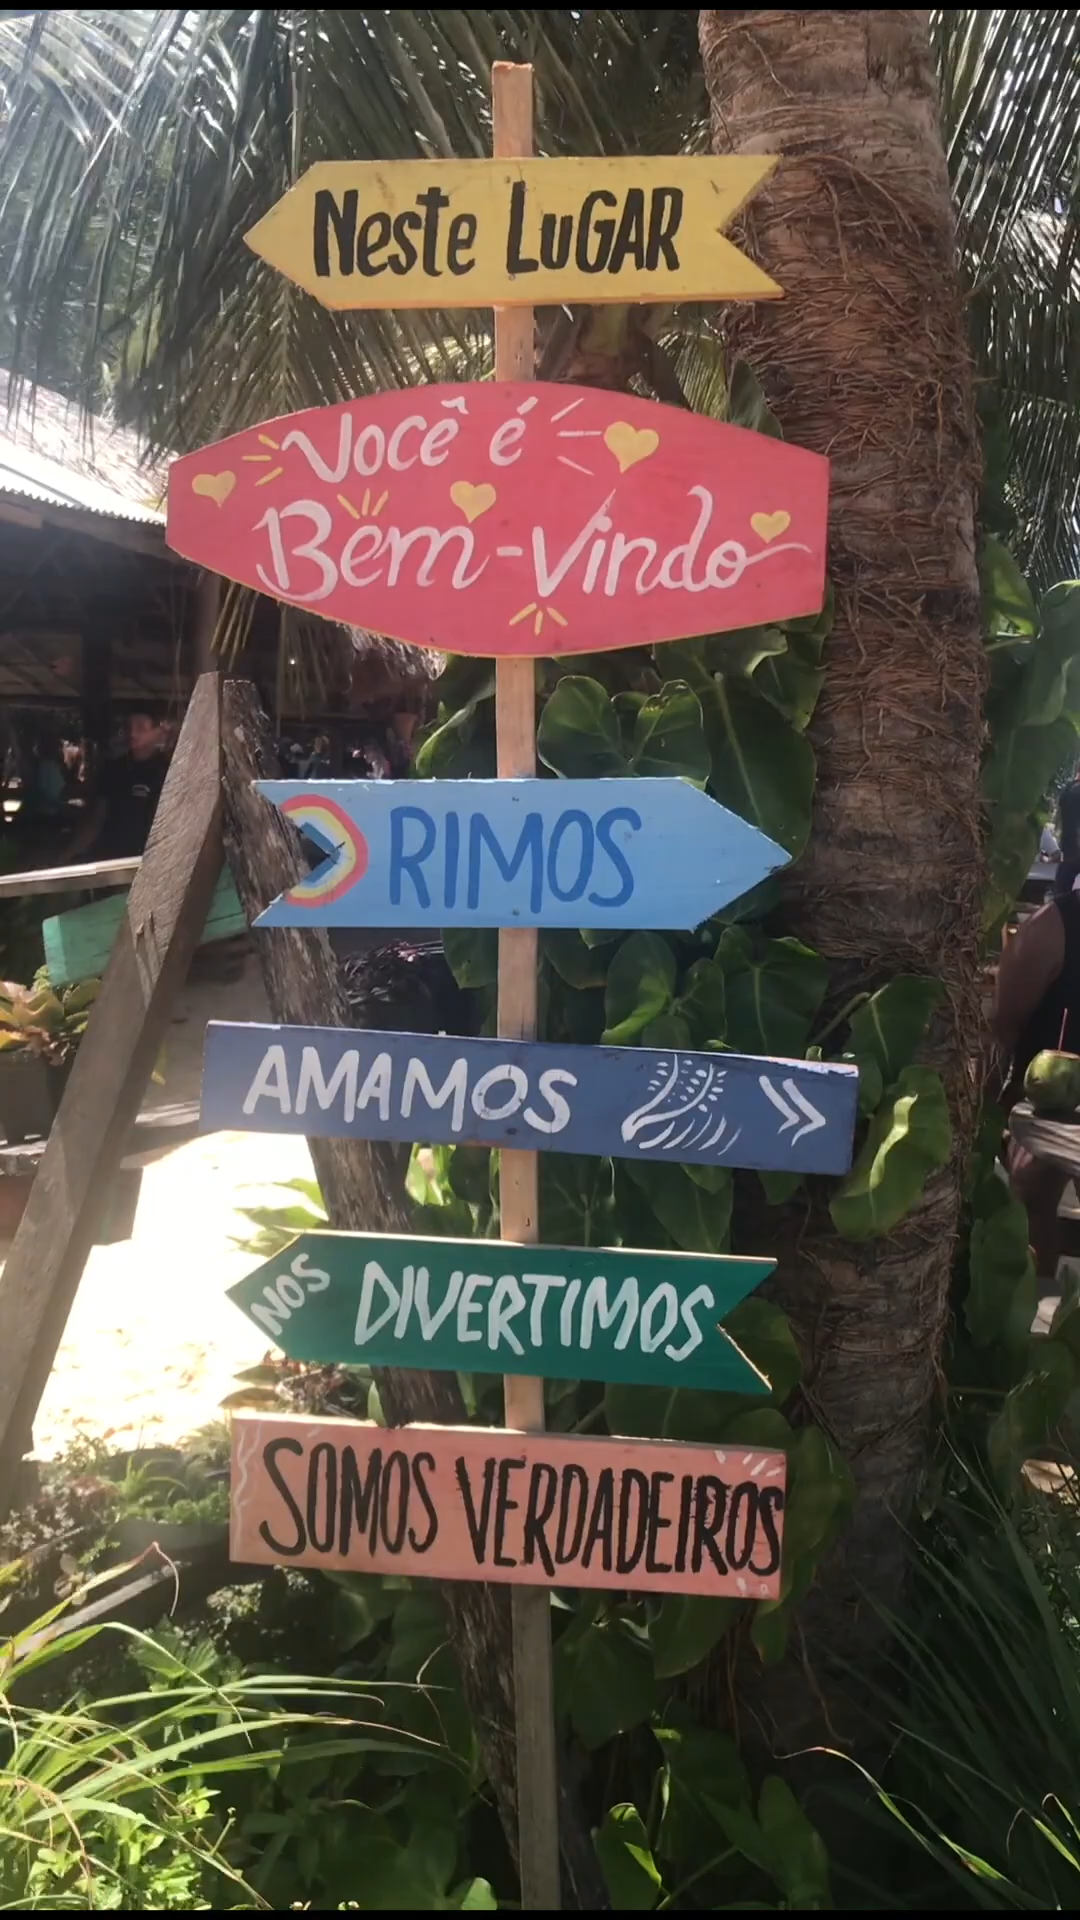 Neste LuGAR
Você é
Bem-Vindo
RIMOS
AMAMOS
NOS DIVERTIMOS
SOMOS VERDADEIROS